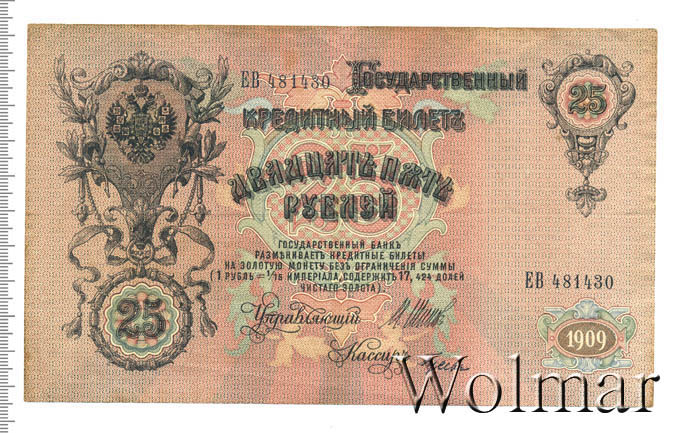 ЕВ 481430 Государственный
25
Кредитный Билетъ
Двадцать пять
рублей
ГОСУДАРСТВЕННЫЙ БАНКЪ
РАЗМѢНИВАЕТЪ КРЕДИТНЫЕ БИЛЕТЫ
НА ЗОЛОТУЮ МОНЕТУ БЕЗЪ ОГРАНИЧЕНІЯ СУММЫ
(1 РУБЛЬ = 1/15 ИМПЕРІАЛА, СОДЕРЖИТЪ 17,424 ДОЛЕЙ
ЧИСТАГО ЗОЛОТА).
ЕВ 481430
25
Управляющій
1909
Кассиръ
Wolmar